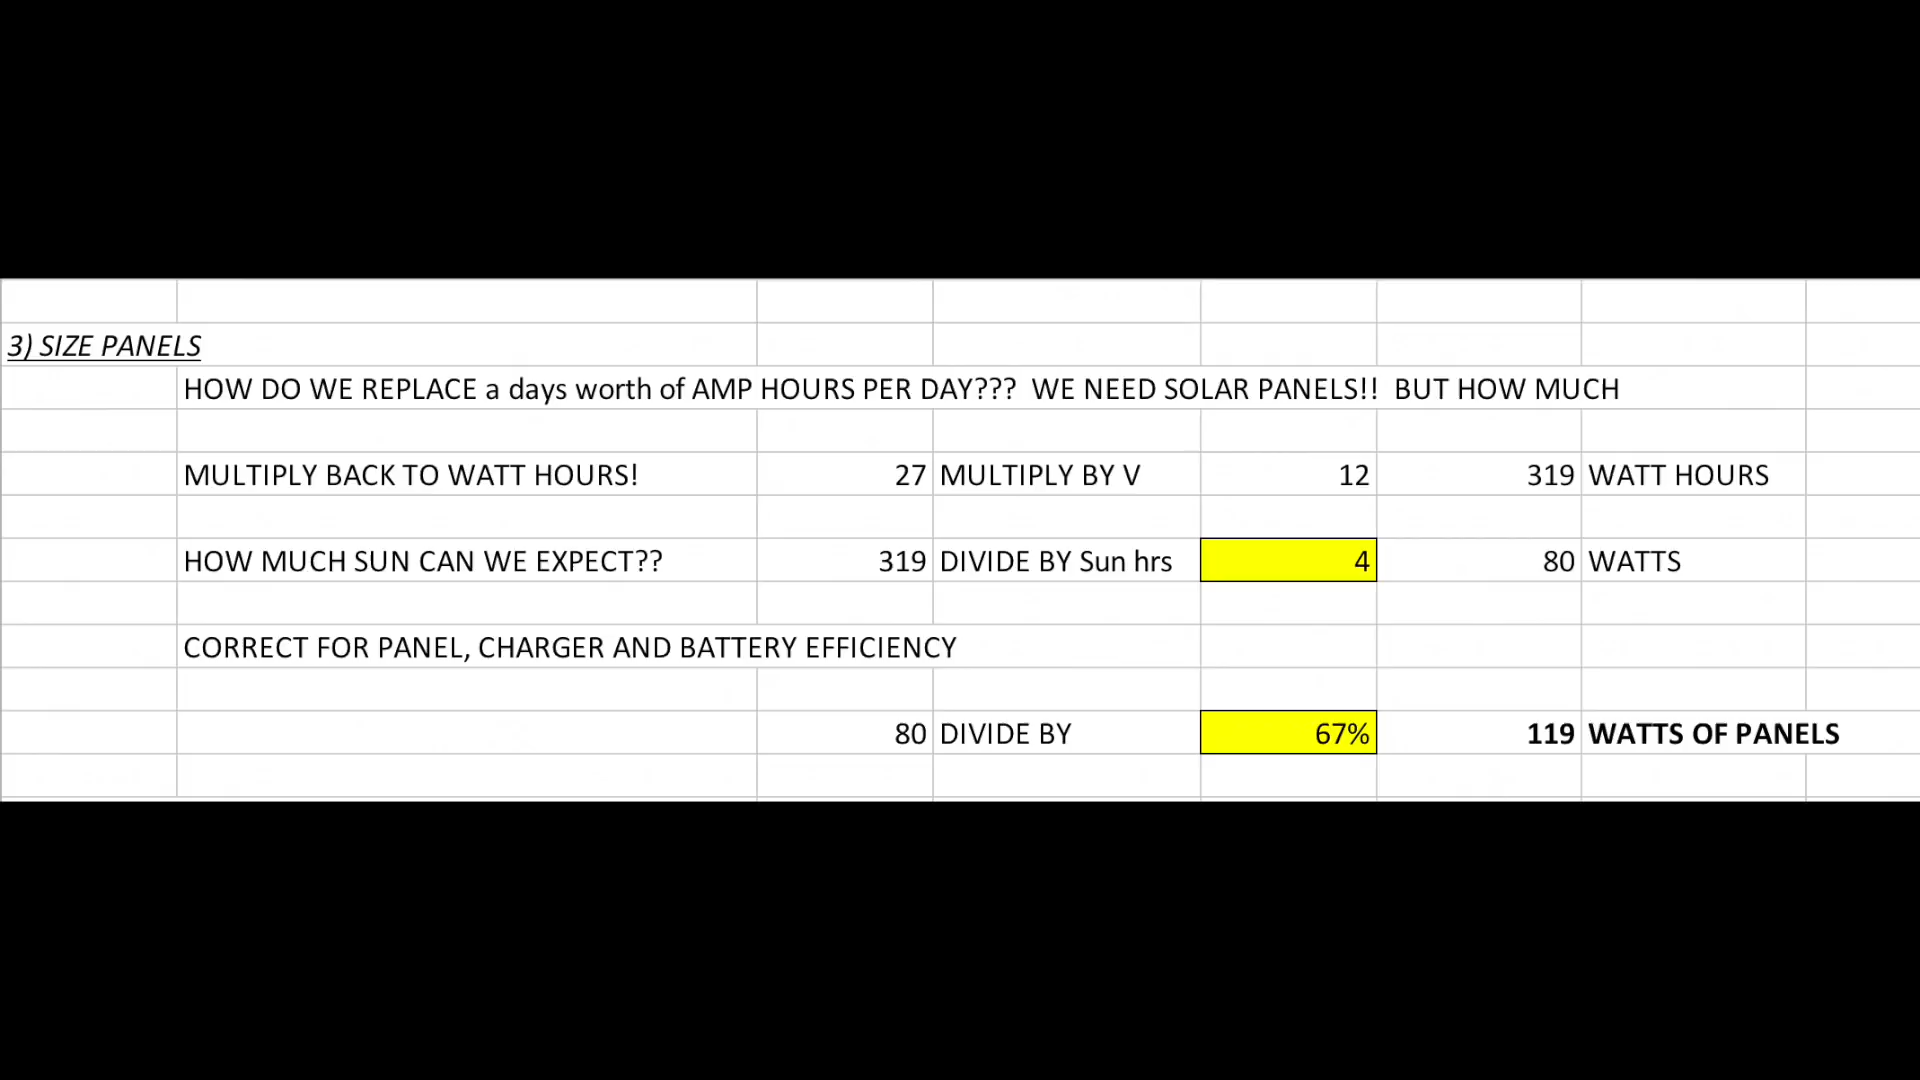 3) SIZE PANELS
HOW DO WE REPLACE a days worth of AMP HOURS PER DAY??? WE NEED SOLAR PANELS!! BUT HOW MUCH
MULTIPLY BACK TO WATT HOURS! 27 MULTIPLY BY V 12 319 WATT HOURS
HOW MUCH SUN CAN WE EXPECT?? 319 DIVIDE BY Sun hrs 4 80 WATTS
CORRECT FOR PANEL, CHARGER AND BATTERY EFFICIENCY
80 DIVIDE BY 67% 119 WATTS OF PANELS